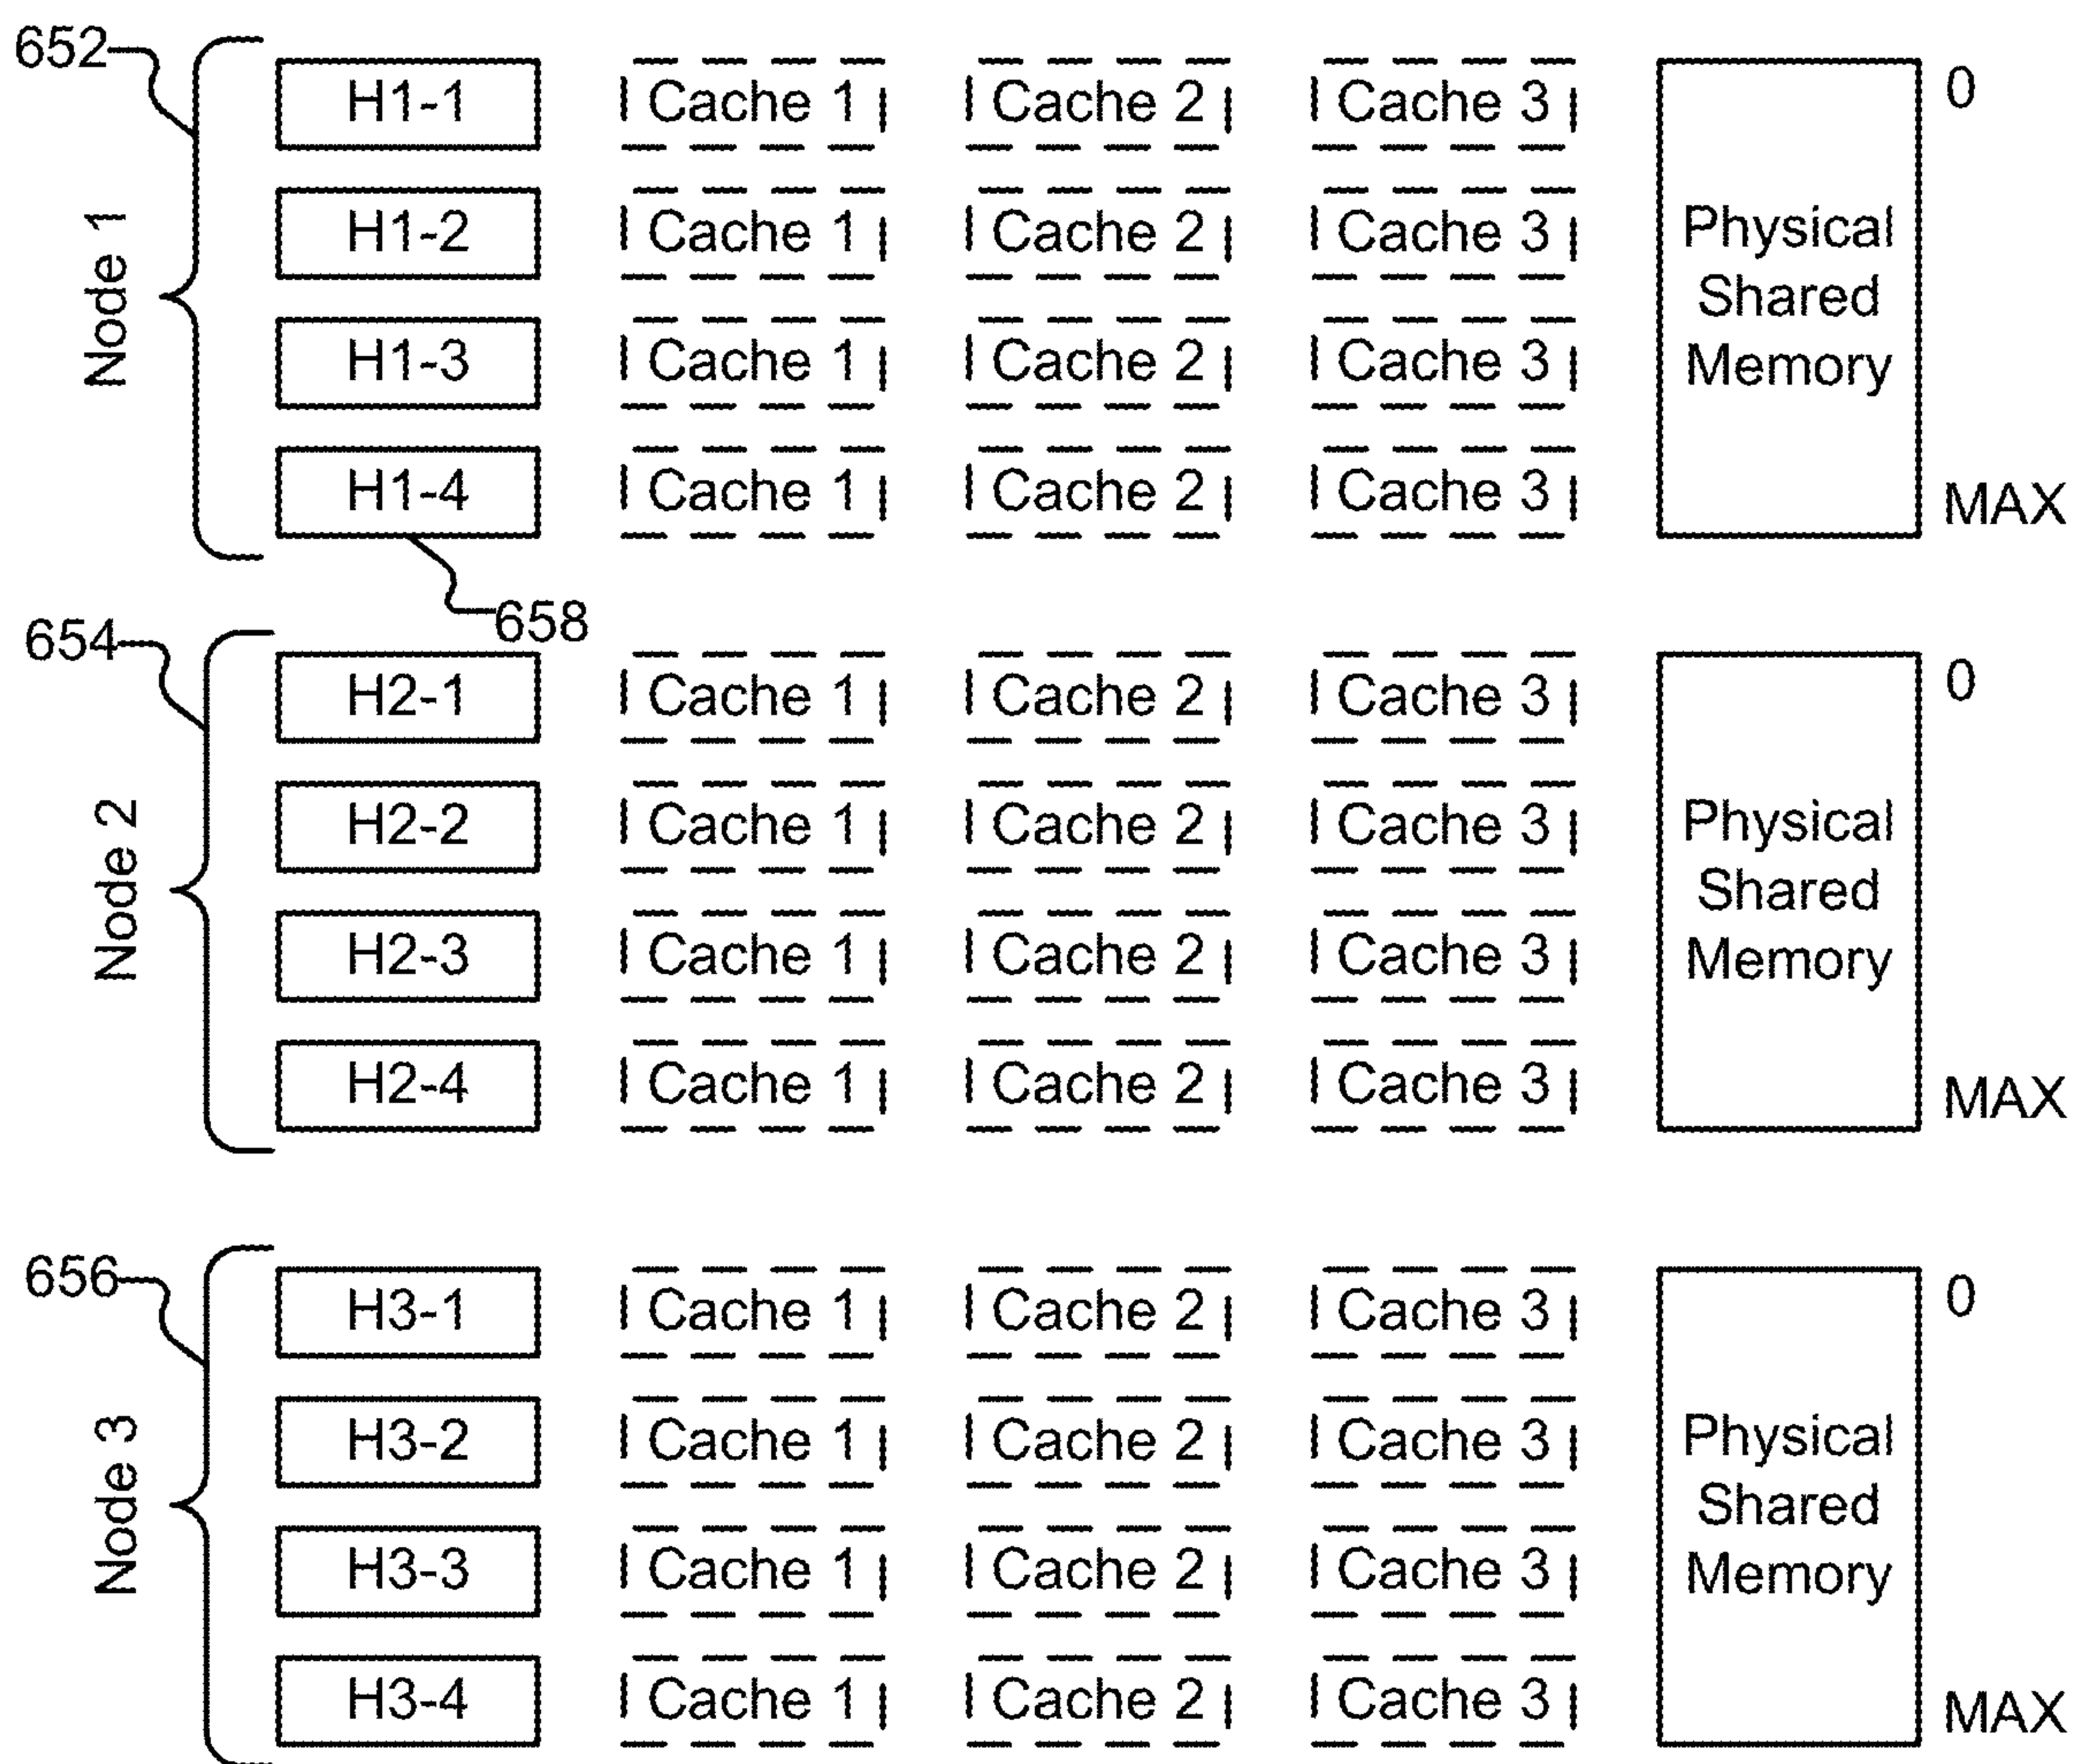 652
H1-1 Cache 1 Cache 2 Cache 3 0
H1-2 Cache 1 Cache 2 Cache 3
Node 1
Physical
Shared
Memory
H1-3 Cache 1 Cache 2 Cache 3
H1-4 Cache 1 Cache 2 Cache 3 MAX
658
654
H2-1 Cache 1 Cache 2 Cache 3 0
H2-2 Cache 1 Cache 2 Cache 3
Node 2
Physical
Shared
Memory
H2-3 Cache 1 Cache 2 Cache 3
H2-4 Cache 1 Cache 2 Cache 3 MAX
656
H3-1 Cache 1 Cache 2 Cache 3 0
H3-2 Cache 1 Cache 2 Cache 3
Node 3
Physical
Shared
Memory
H3-3 Cache 1 Cache 2 Cache 3
H3-4 Cache 1 Cache 2 Cache 3 MAX